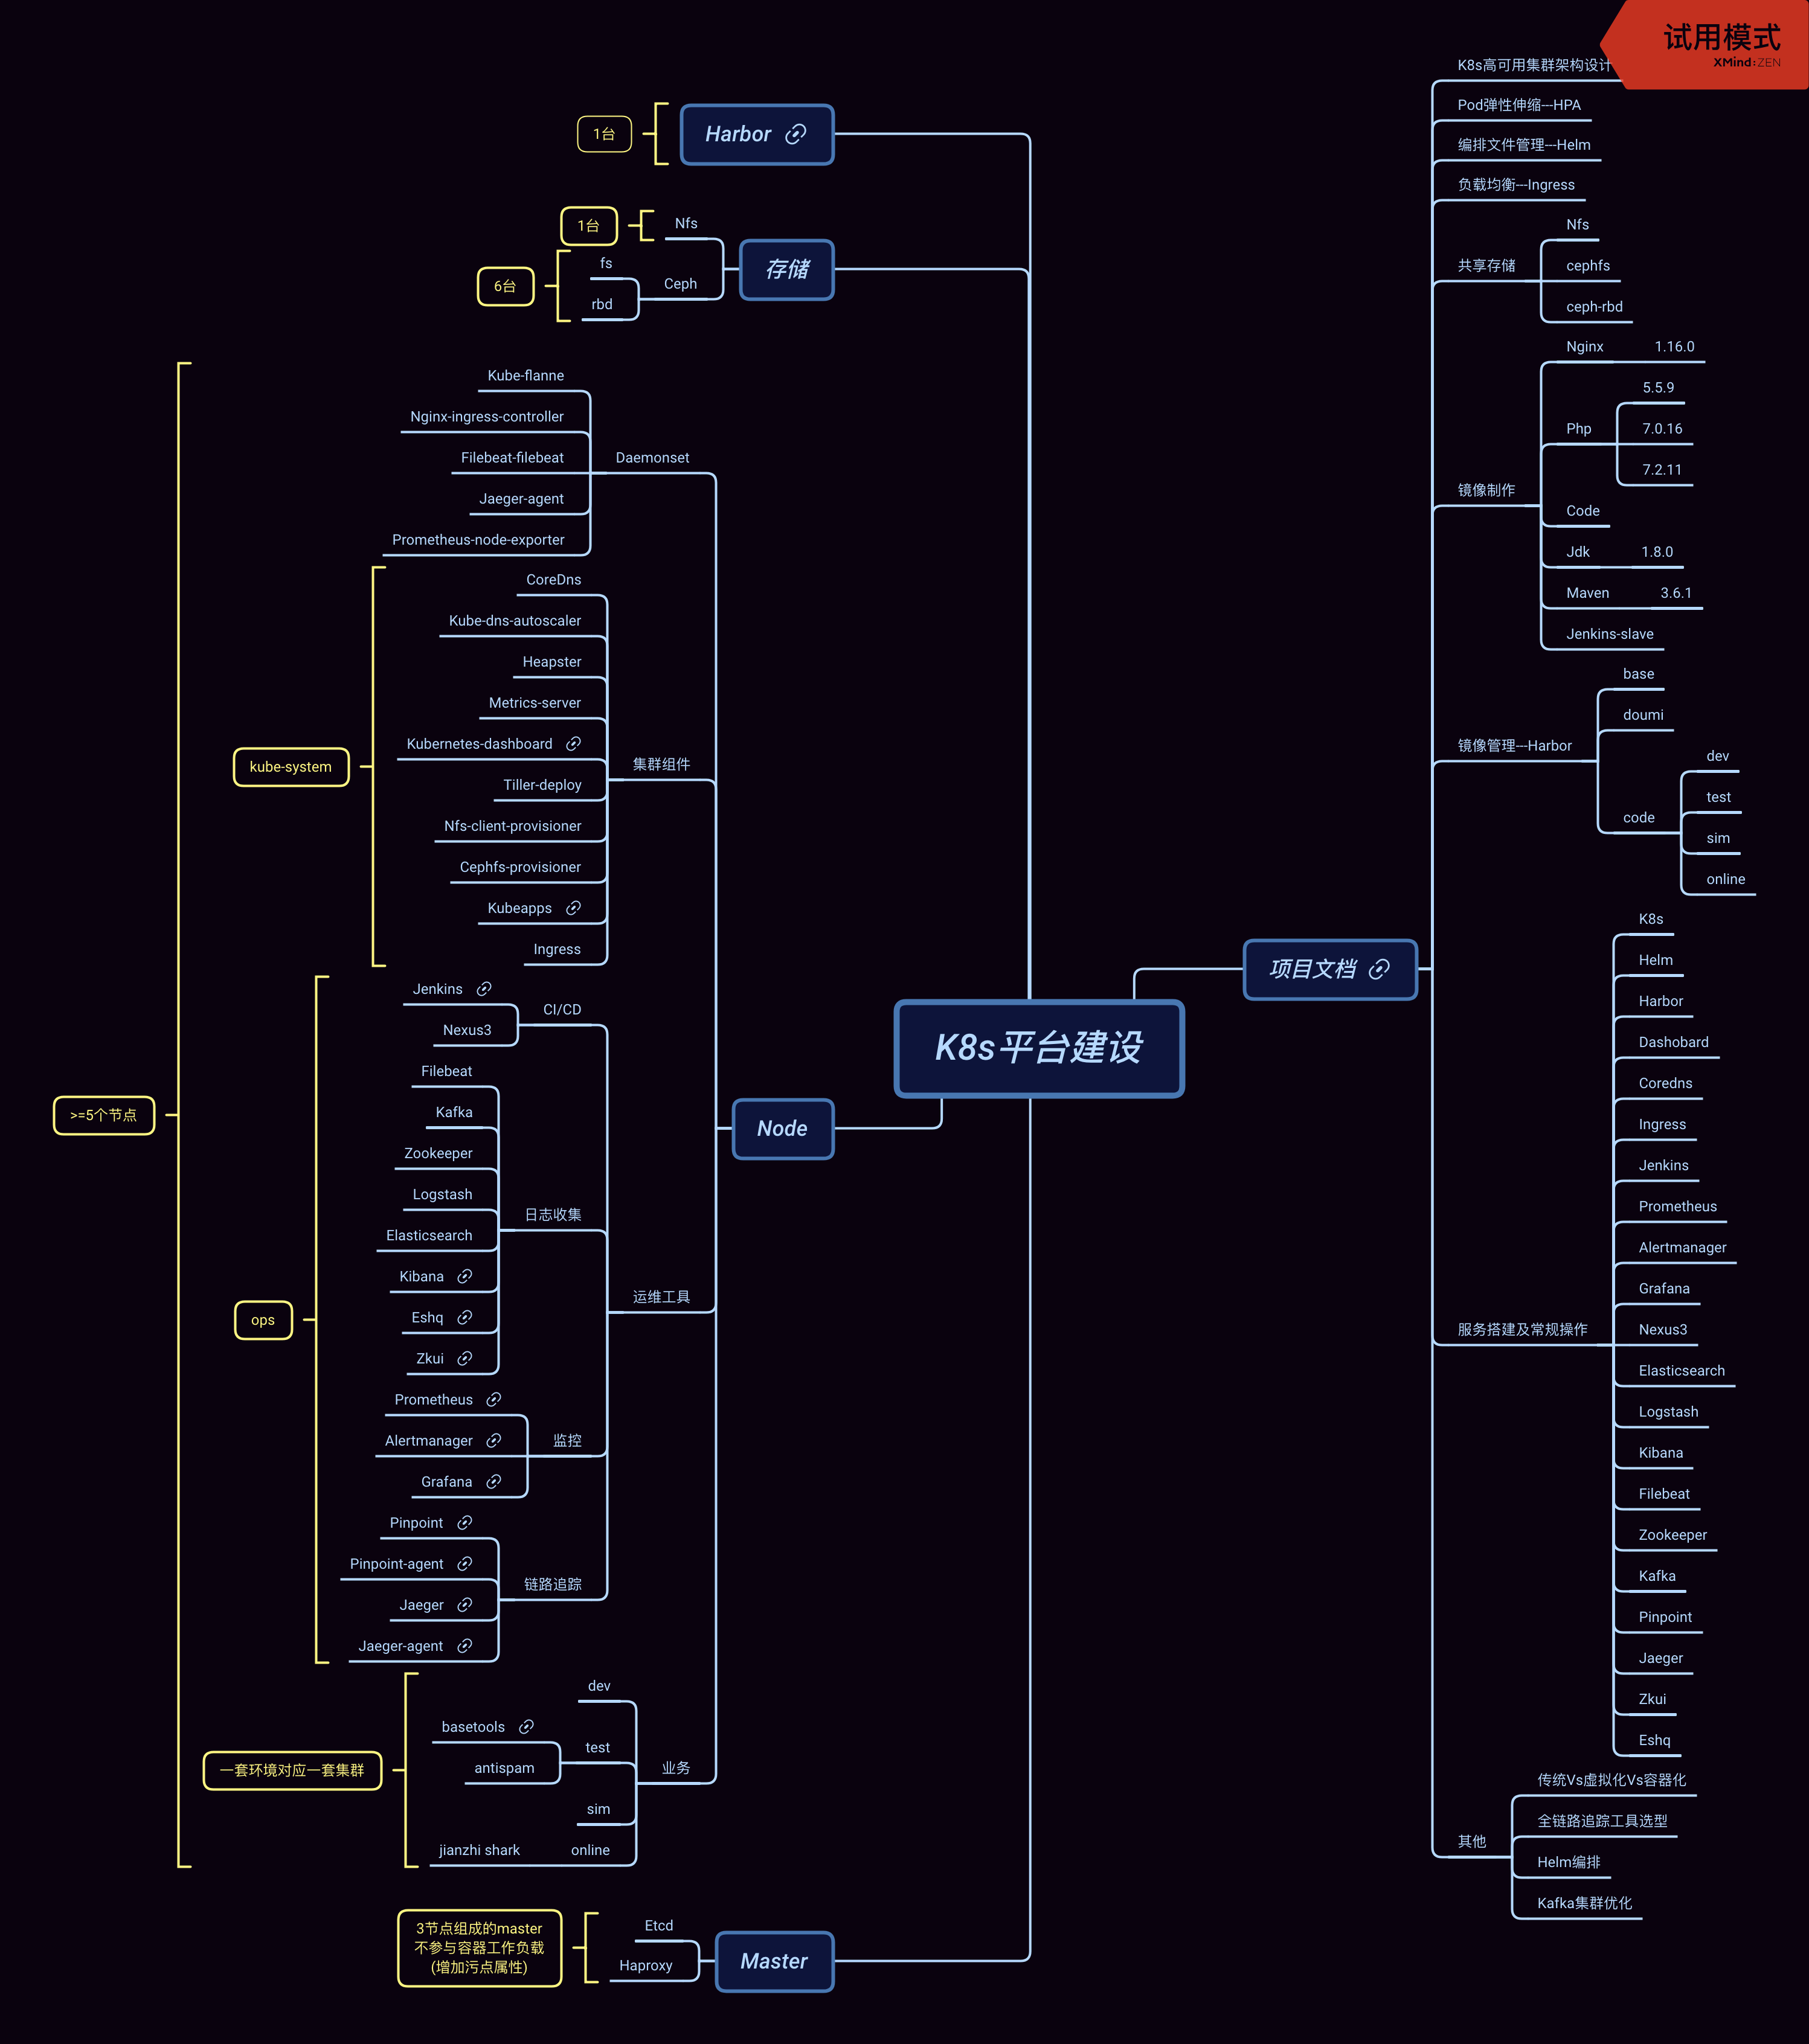 试用模式
XMind:ZEN
K8s平台建设
Harbor
1台
存储
Nfs
1台
Ceph
fs
rbd
6台
Node
>=5个节点
Daemonset
Kube-flanne
Nginx-ingress-controller
Filebeat-filebeat
Jaeger-agent
Prometheus-node-exporter
集群组件
kube-system
CoreDns
Kube-dns-autoscaler
Heapster
Metrics-server
Kubernetes-dashboard
Tiller-deploy
Nfs-client-provisioner
Cephfs-provisioner
Kubeapps
Ingress
运维工具
ops
CI/CD
Jenkins
Nexus3
日志收集
Filebeat
Kafka
Zookeeper
Logstash
Elasticsearch
Kibana
Eshq
Zkui
监控
Prometheus
Alertmanager
Grafana
链路追踪
Pinpoint
Pinpoint-agent
Jaeger
Jaeger-agent
业务
一套环境对应一套集群
dev
test
basetools
antispam
sim
online
jianzhi shark
Master
Etcd
Haproxy
3节点组成的master
不参与容器工作负载
(增加污点属性)
项目文档
K8s高可用集群架构设计
Pod弹性伸缩---HPA
编排文件管理---Helm
负载均衡---Ingress
共享存储
Nfs
cephfs
ceph-rbd
镜像制作
Nginx
1.16.0
Php
5.5.9
7.0.16
7.2.11
Code
Jdk
1.8.0
Maven
3.6.1
Jenkins-slave
镜像管理---Harbor
base
doumi
code
dev
test
sim
online
服务搭建及常规操作
K8s
Helm
Harbor
Dashobard
Coredns
Ingress
Jenkins
Prometheus
Alertmanager
Grafana
Nexus3
Elasticsearch
Logstash
Kibana
Filebeat
Zookeeper
Kafka
Pinpoint
Jaeger
Zkui
Eshq
其他
传统Vs虚拟化Vs容器化
全链路追踪工具选型
Helm编排
Kafka集群优化